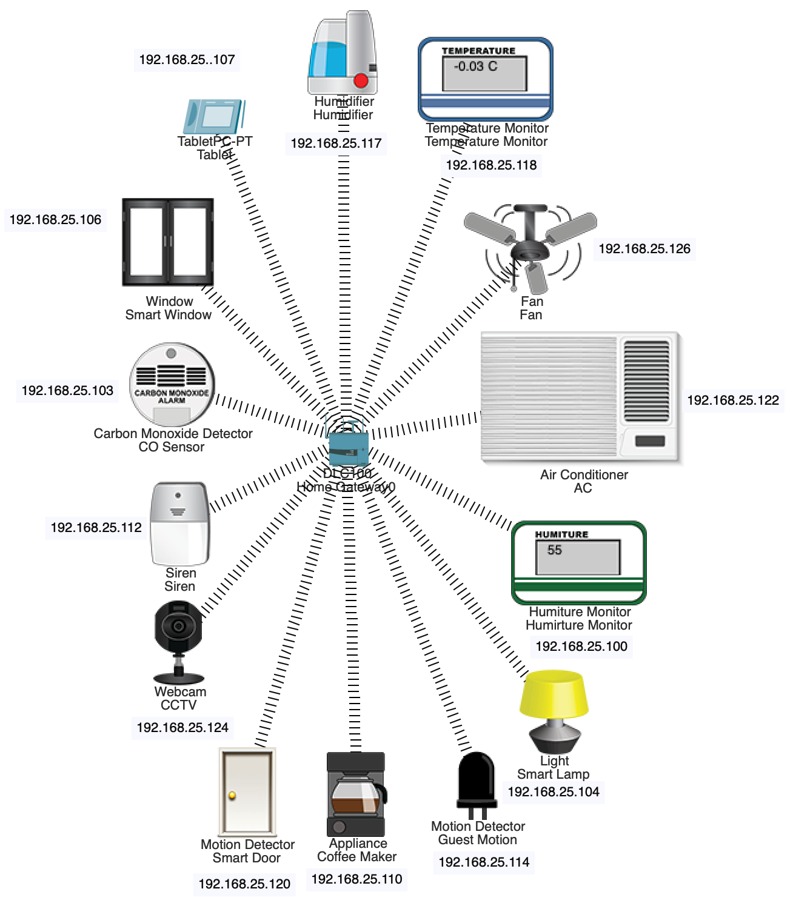 192.168.25..107
TabletPC-PT
Tablet
Humidifier
Humidifier
192.168.25.117
TEMPERATURE
-0.03 C
Temperature Monitor
Temperature Monitor
192.168.25.118
192.168.25.106
Window
Smart Window
192.168.25.126
Fan
Fan
192.168.25.103
CARBON MONOXIDE
ALARM
Carbon Monoxide Detector
CO Sensor
192.168.25.122
Air Conditioner
AC
DLC100
Home Gateway0
192.168.25.112
Siren
Siren
HUMITURE
55
Humiture Monitor
Humirture Monitor
192.168.25.100
Webcam
CCTV
192.168.25.124
Light
Smart Lamp
192.168.25.104
Motion Detector
Smart Door
192.168.25.120
Appliance
Coffee Maker
192.168.25.110
Motion Detector
Guest Motion
192.168.25.114